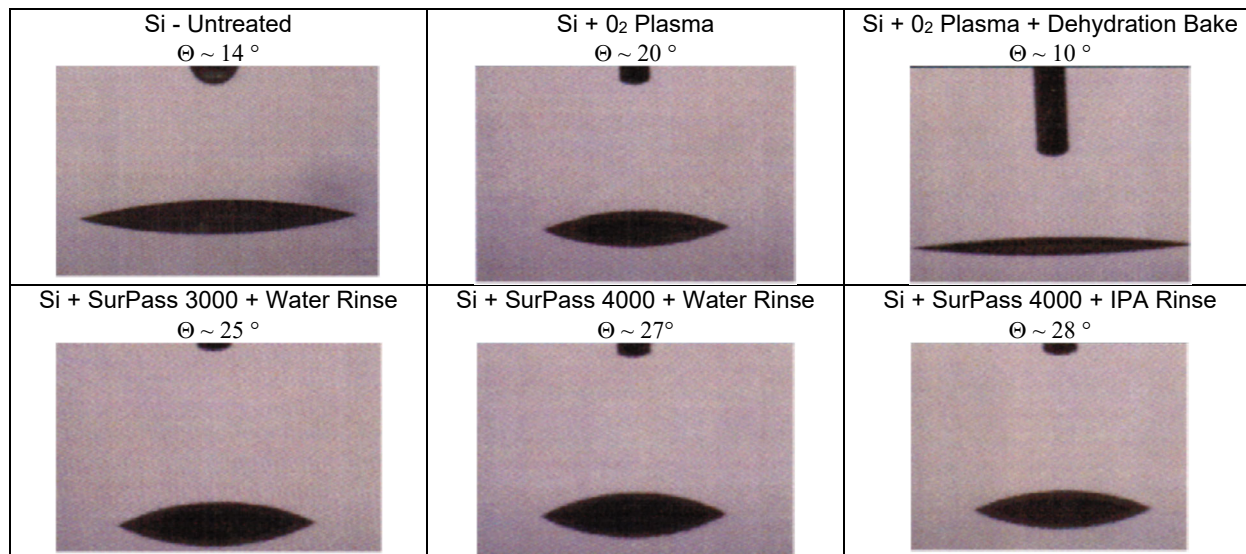 Si - Untreated
Θ ~ 14 °
Si + 0₂ Plasma
Θ ~ 20 °
Si + 0₂ Plasma + Dehydration Bake
Θ ~ 10 °
Si + SurPass 3000 + Water Rinse
Θ ~ 25 °
Si + SurPass 4000 + Water Rinse
Θ ~ 27°
Si + SurPass 4000 + IPA Rinse
Θ ~ 28 °